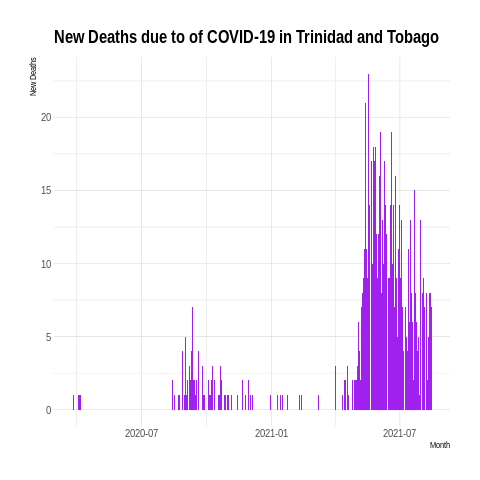 New Deaths due to of COVID-19 in Trinidad and Tobago
New Deaths
20
15
10
5
0
2020-07 2021-01 2021-07
Month